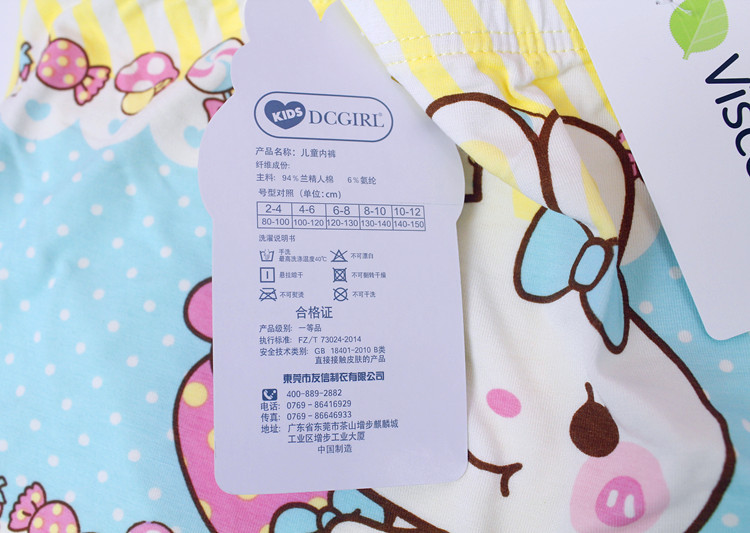 KIDS DCGIRL
产品名称：儿童内裤
纤维成份：
主料：94％兰精人棉 6％氨纶
号型对照（单位：cm）
2-4 4-6 6-8 8-10 10-12
80-100 100-120 120-130 130-140 140-150
洗濯说明书
手洗
最高洗涤温度40℃
不可漂白
悬挂晾干
不可翻转干燥
不可熨烫
不可干洗
合格证
产品级别：一等品
执行标准：FZ/T 73024-2014
安全技术类别：GB 18401-2010 B类
直接接触皮肤的产品
東莞市友信制衣有限公司
400-889-2882
电话：0769-86416929
传真：0769-86646933
地址：广东省东莞市茶山增步麒麟城
工业区增步工业大厦
中国制造